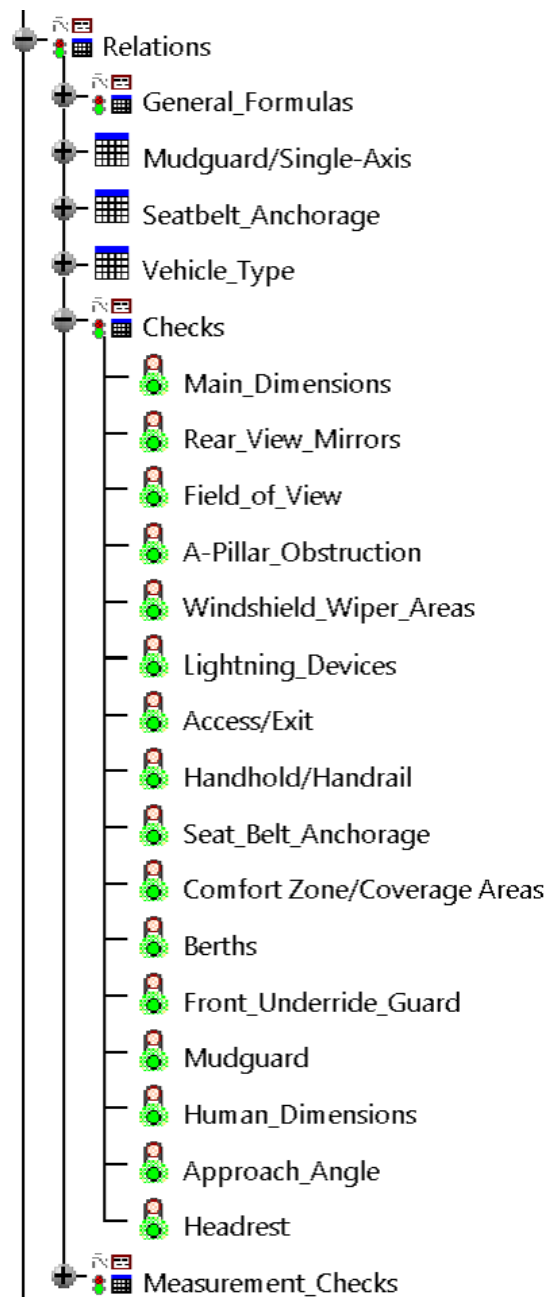 Relations
General_Formulas
Mudguard/Single-Axis
Seatbelt_Anchorage
Vehicle_Type
Checks
Main_Dimensions
Rear_View_Mirrors
Field_of_View
A-Pillar_Obstruction
Windshield_Wiper_Areas
Lightning_Devices
Access/Exit
Handhold/Handrail
Seat_Belt_Anchorage
Comfort Zone/Coverage Areas
Berths
Front_Underride_Guard
Mudguard
Human_Dimensions
Approach_Angle
Headrest
Measurement_Checks